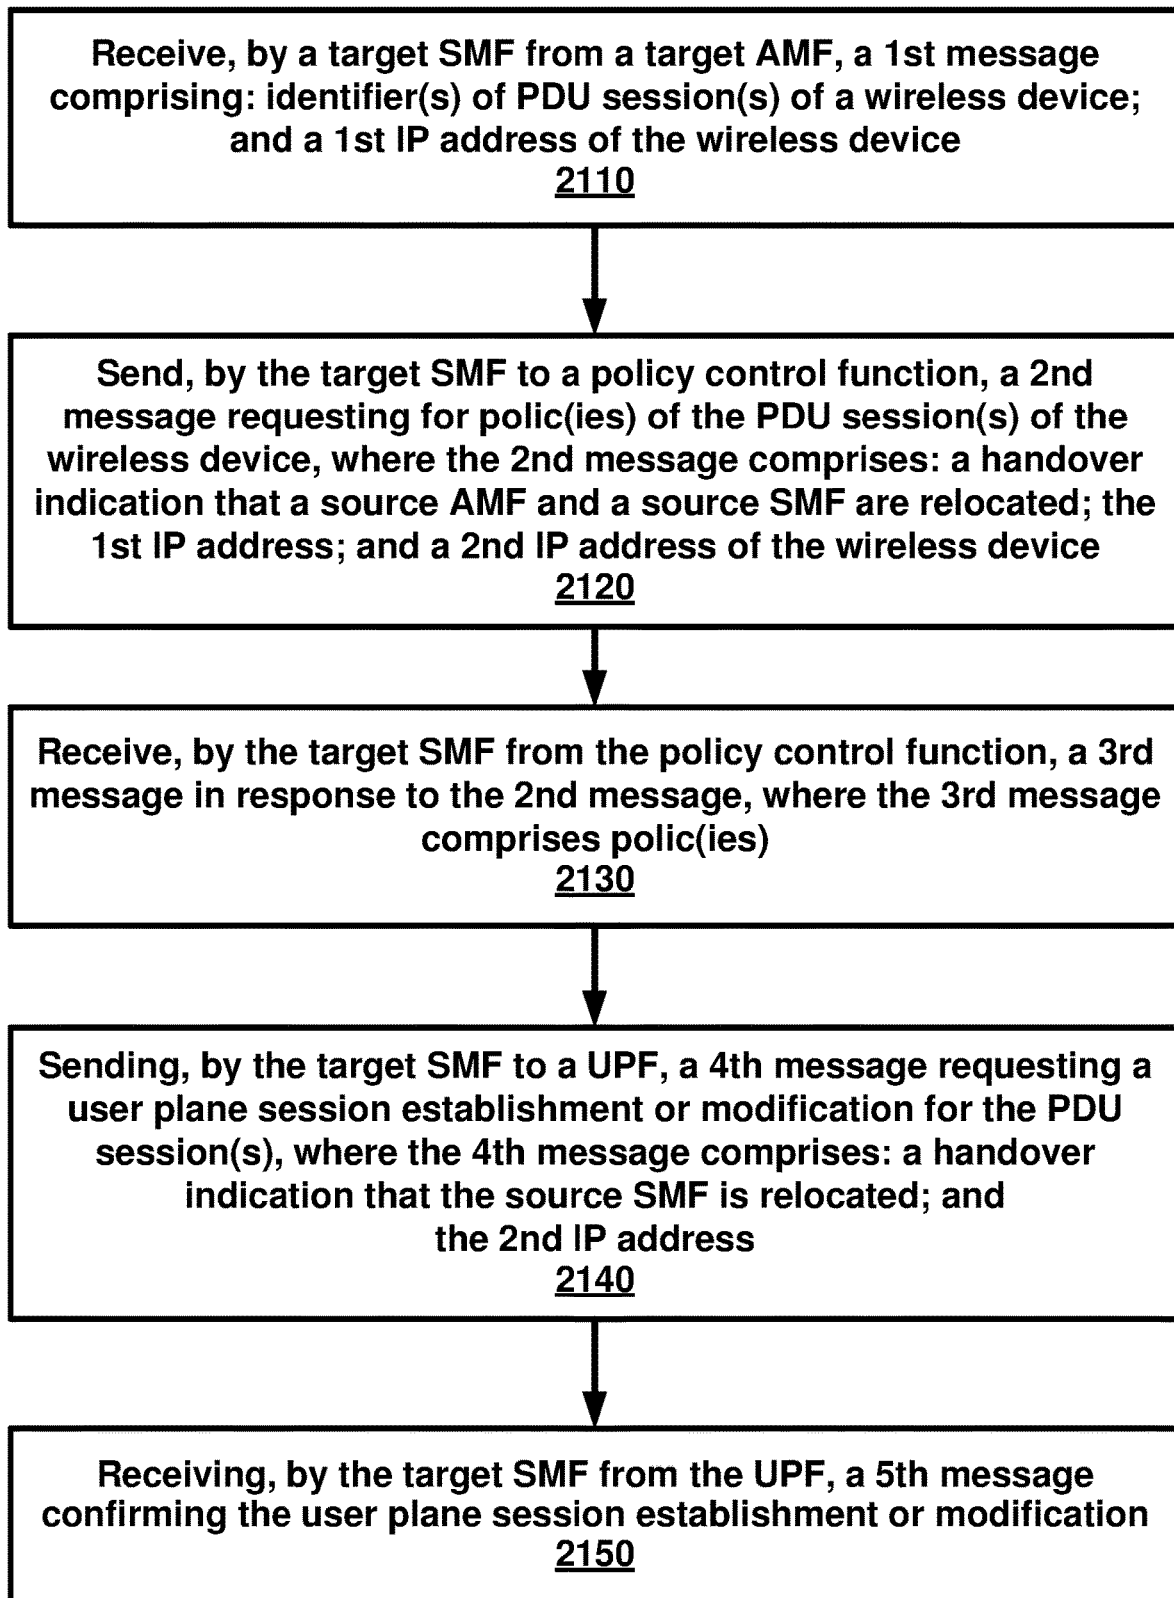 Receive, by a target SMF from a target AMF, a 1st message
comprising: identifier(s) of PDU session(s) of a wireless device;
and a 1st IP address of the wireless device
2110
Send, by the target SMF to a policy control function, a 2nd
message requesting for polic(ies) of the PDU session(s) of the
wireless device, where the 2nd message comprises: a handover
indication that a source AMF and a source SMF are relocated; the
1st IP address; and a 2nd IP address of the wireless device
2120
Receive, by the target SMF from the policy control function, a 3rd
message in response to the 2nd message, where the 3rd message
comprises polic(ies)
2130
Sending, by the target SMF to a UPF, a 4th message requesting a
user plane session establishment or modification for the PDU
session(s), where the 4th message comprises: a handover
indication that the source SMF is relocated; and
the 2nd IP address
2140
Receiving, by the target SMF from the UPF, a 5th message
confirming the user plane session establishment or modification
2150